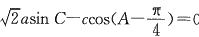 √2asin C−ccos(A−π/4)=0